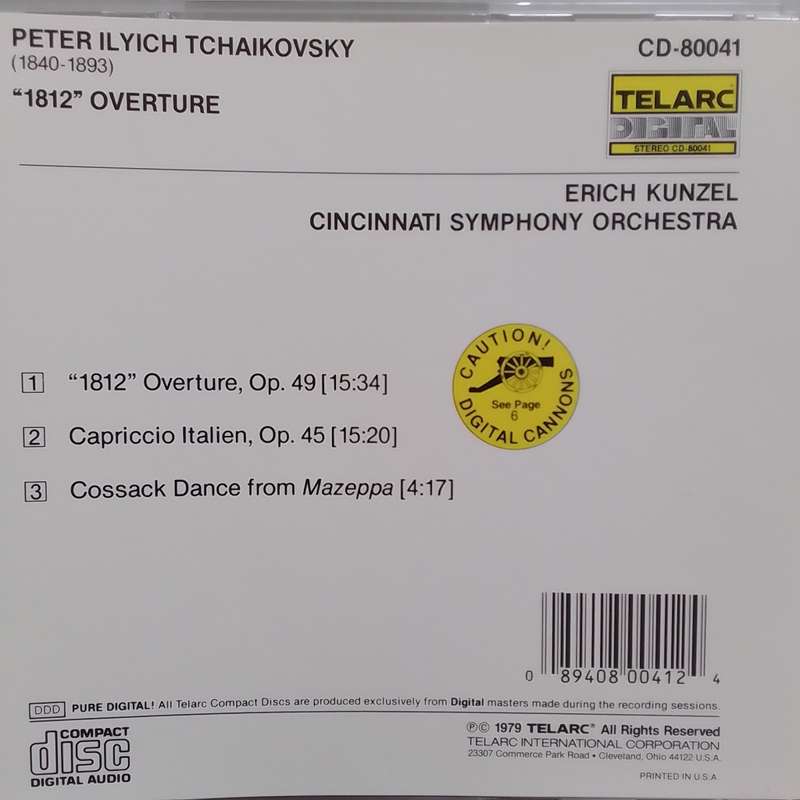 PETER ILYICH TCHAIKOVSKY
(1840-1893)
"1812" OVERTURE
CD-80041
TELARC
DIGITAL
STEREO CD-80041
ERICH KUNZEL
CINCINNATI SYMPHONY ORCHESTRA
CAUTION!
See Page
6
DIGITAL CANNONS
1 "1812" Overture, Op. 49 [15:34]
2 Capriccio Italien, Op. 45 [15:20]
3 Cossack Dance from Mazeppa [4:17]
0 89408 00412 4
DDD PURE DIGITAL! All Telarc Compact Discs are produced exclusively from Digital masters made during the recording sessions.
COMPACT
disc
DIGITAL AUDIO
℗© 1979 TELARC® All Rights Reserved
TELARC INTERNATIONAL CORPORATION
23307 Commerce Park Road • Cleveland, Ohio 44122 U.S.A.
PRINTED IN U.S.A.